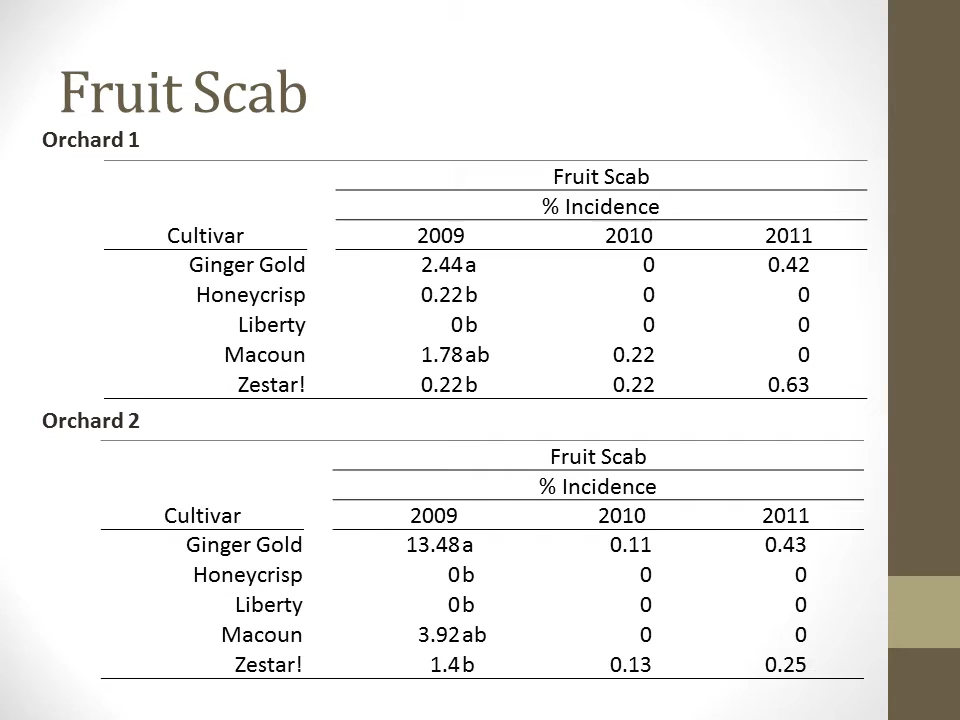 Fruit Scab
Orchard 1
Fruit Scab
% Incidence
Cultivar 2009 2010 2011
Ginger Gold 2.44 a 0 0.42
Honeycrisp 0.22 b 0 0
Liberty 0 b 0 0
Macoun 1.78 ab 0.22 0
Zestar! 0.22 b 0.22 0.63
Orchard 2
Fruit Scab
% Incidence
Cultivar 2009 2010 2011
Ginger Gold 13.48 a 0.11 0.43
Honeycrisp 0 b 0 0
Liberty 0 b 0 0
Macoun 3.92 ab 0 0
Zestar! 1.4 b 0.13 0.25